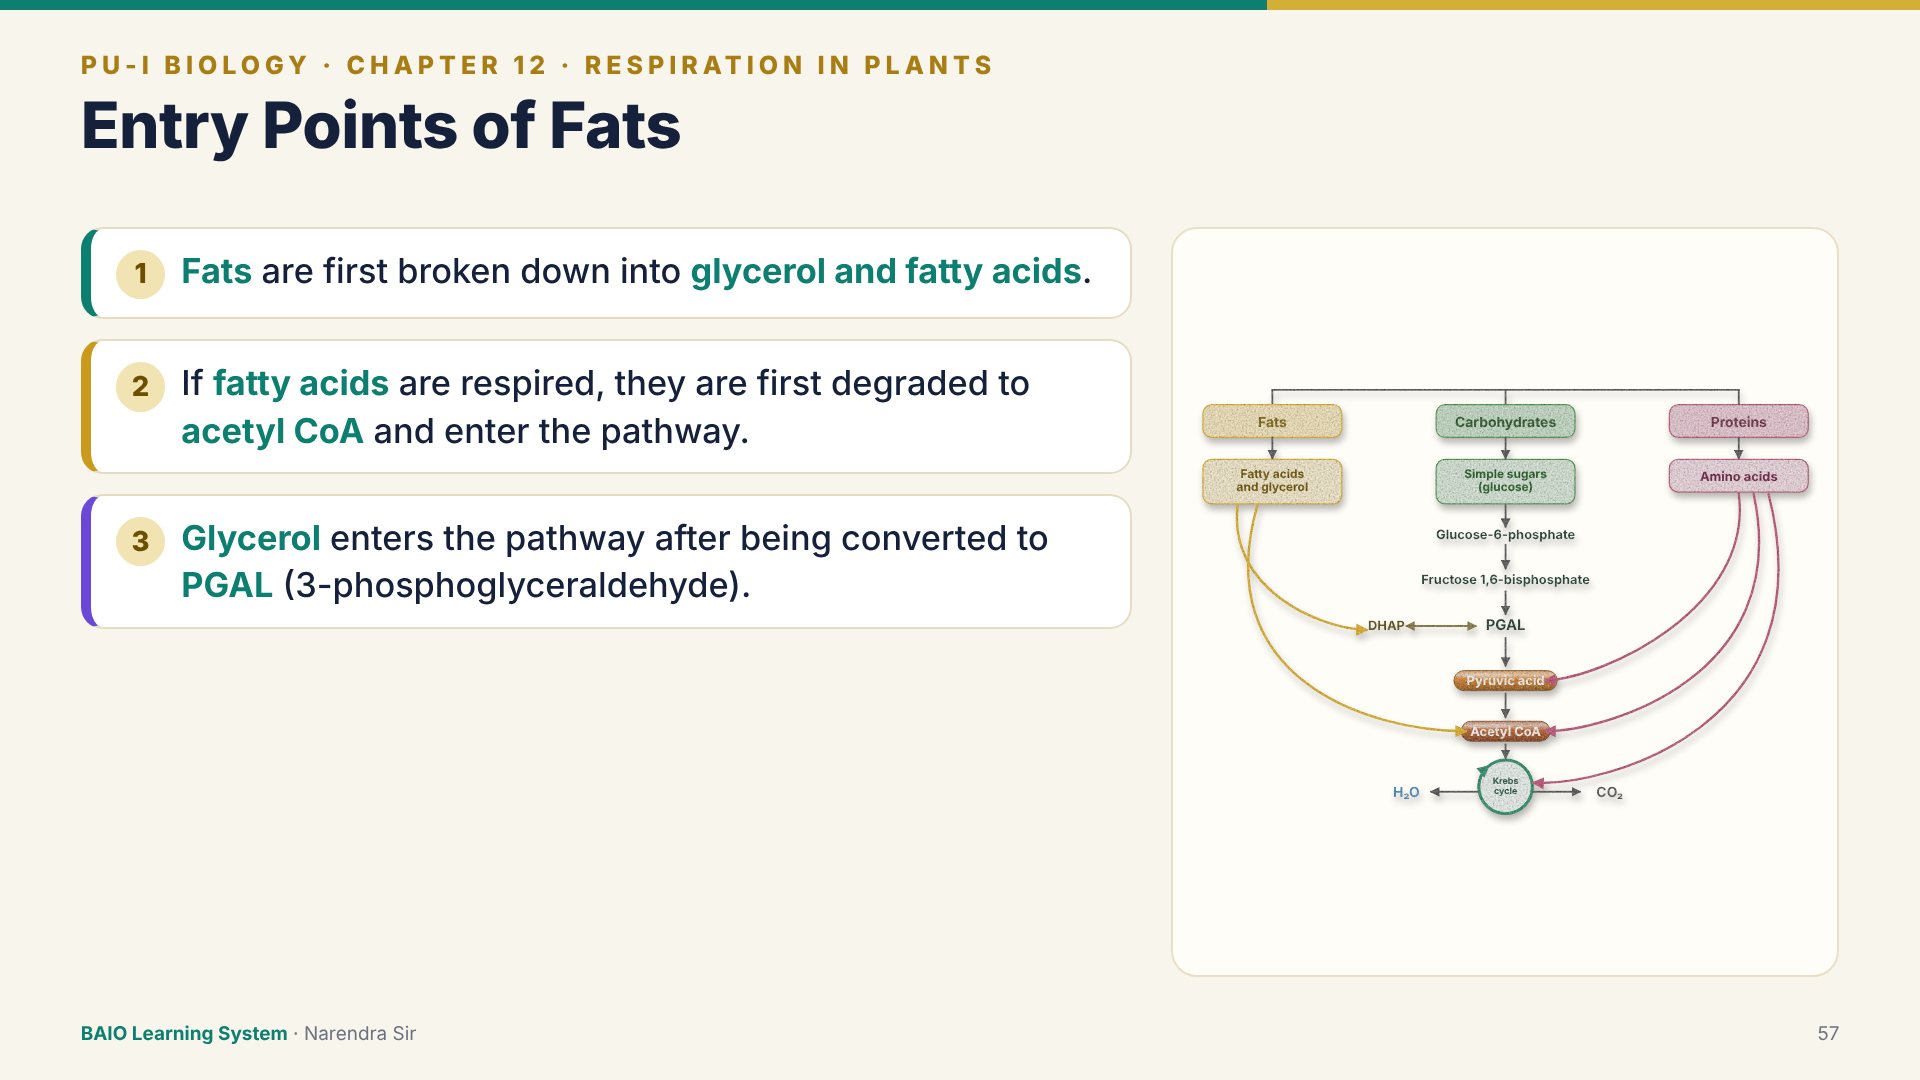 PU-I BIOLOGY · CHAPTER 12 · RESPIRATION IN PLANTS
Entry Points of Fats
1 Fats are first broken down into glycerol and fatty acids.
2 If fatty acids are respired, they are first degraded to
acetyl CoA and enter the pathway.
3 Glycerol enters the pathway after being converted to
PGAL (3-phosphoglyceraldehyde).
Fats Carbohydrates Proteins
Fatty acids
and glycerol
Simple sugars
(glucose)
Amino acids
Glucose-6-phosphate
Fructose 1,6-bisphosphate
DHAP PGAL
Pyruvic acid
Acetyl CoA
Krebs
cycle
H₂O CO₂
BAIO Learning System · Narendra Sir
57